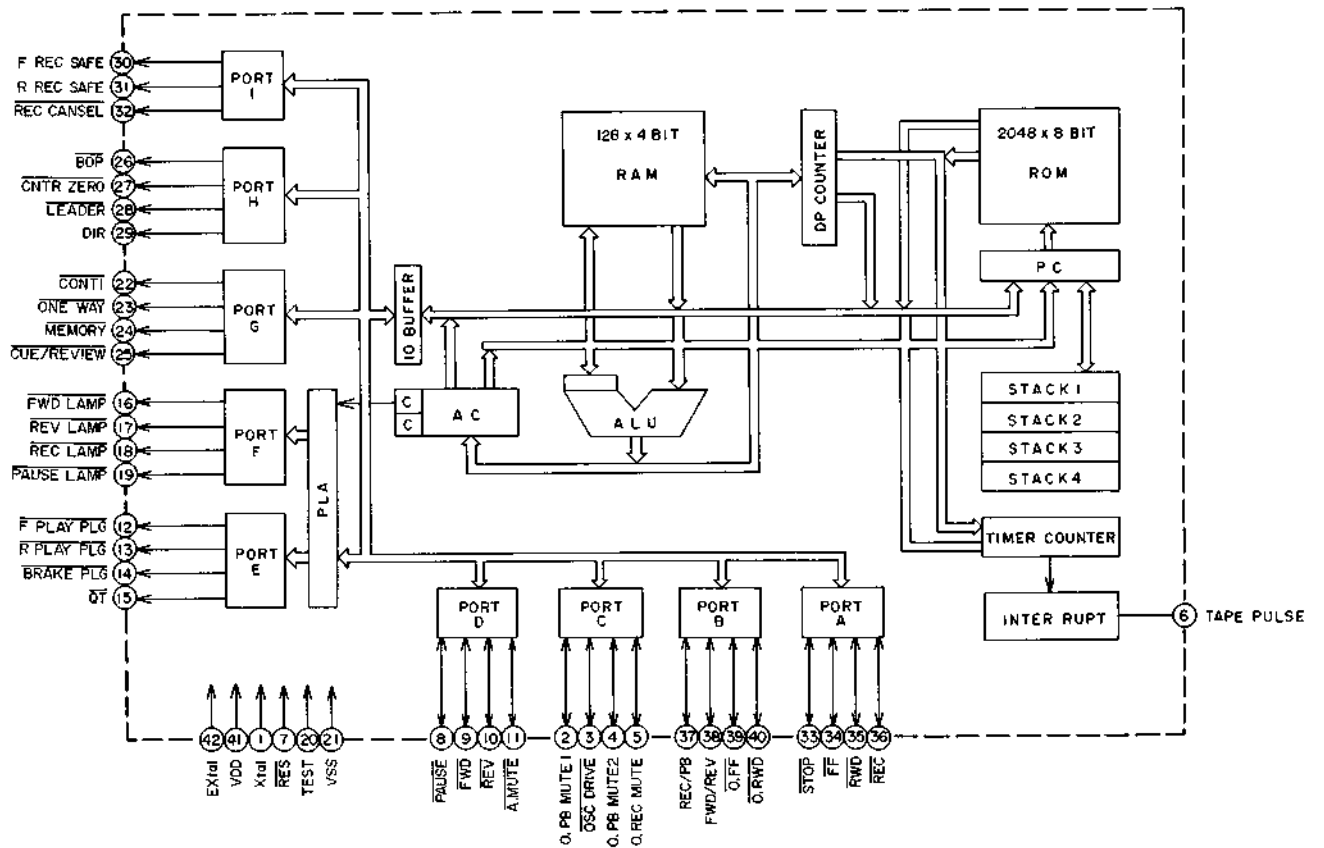 F REC SAFE 30
R REC SAFE 31
REC CANSEL 32
PORT
1
BOP 26
CNTR ZERO 27
LEADER 28
DIR 29
PORT
H
CONTI 22
ONE WAY 23
MEMORY 24
CUE/REVIEW 25
PORT
G
FWD LAMP 16
REV LAMP 17
REC LAMP 18
PAUSE LAMP 19
PORT
F
F PLAY PLG 12
R PLAY PLG 13
BRAKE PLG 14
QT 15
PORT
E
PLA
IO BUFFER
C
C
AC
128 x 4 BIT
RAM
ALU
DP COUNTER
2048 x 8 BIT
ROM
PC
STACK 1
STACK 2
STACK 3
STACK 4
TIMER COUNTER
INTER RUPT
6 TAPE PULSE
PORT
D
PORT
C
PORT
B
PORT
A
42 EXtal
41 VDD
1 Xtal
7 RES
20 TEST
21 VSS
8 PAUSE
9 FWD
10 REV
11 A.MUTE
2 O.PB MUTE 1
3 OSC DRIVE
4 O.PB MUTE2
5 O.REC MUTE
37 REC/PB
38 FWD/REV
39 O.FF
40 O.RWD
33 STOP
34 FF
35 RWD
36 REC